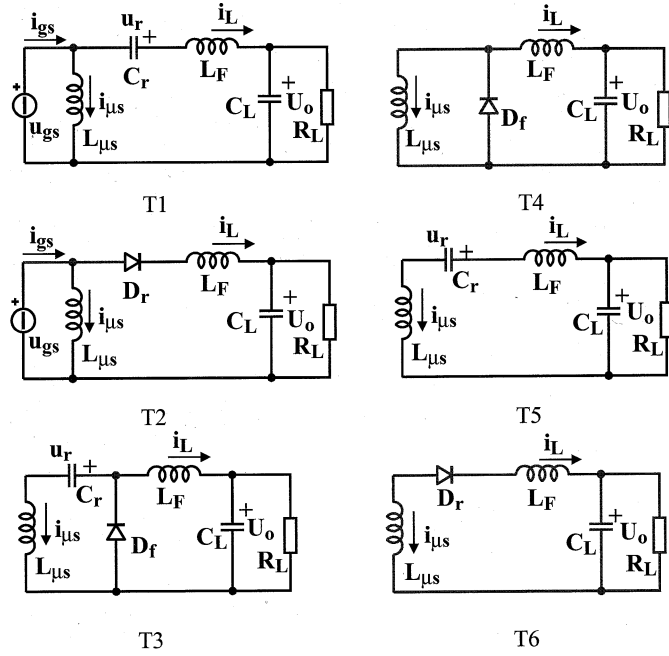 i_gs
u_r
+
i_L
C_r
L_F
+
+
u_gs
i_μs
L_μs
C_L
U_o
R_L
T1
i_L
L_F
i_μs
L_μs
D_f
C_L
+
U_o
R_L
T4
i_gs
i_L
D_r
L_F
+
+
u_gs
i_μs
L_μs
C_L
U_o
R_L
T2
u_r
+
i_L
C_r
L_F
i_μs
L_μs
C_L
+
U_o
R_L
T5
u_r
+
i_L
C_r
L_F
i_μs
L_μs
D_f
C_L
+
U_o
R_L
T3
i_L
D_r
L_F
i_μs
L_μs
C_L
+
U_o
R_L
T6